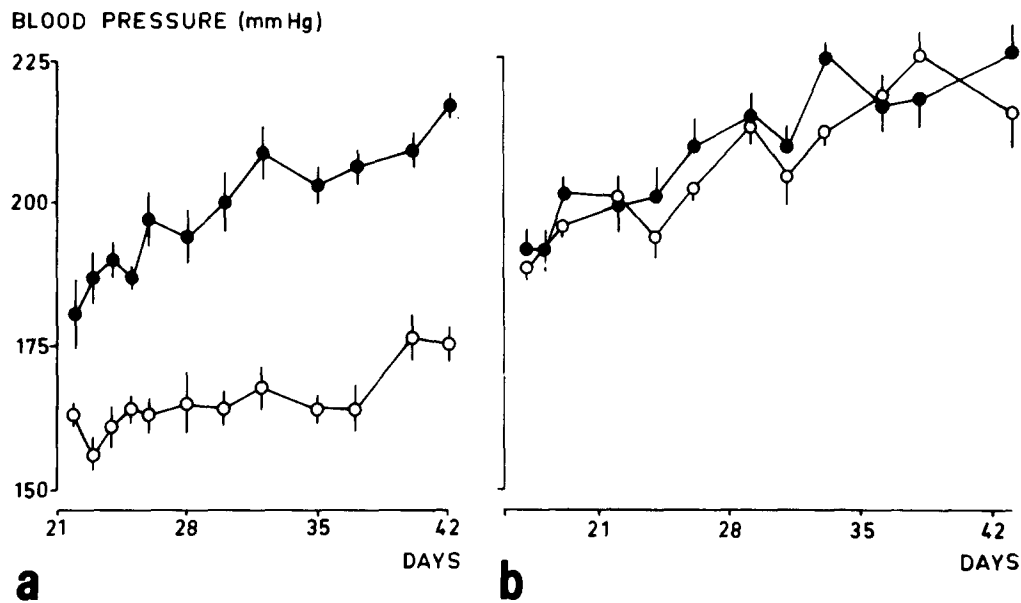 BLOOD PRESSURE (mm Hg)
225
200
175
150
21 28 35 42
DAYS
a
21 28 35 42
DAYS
b